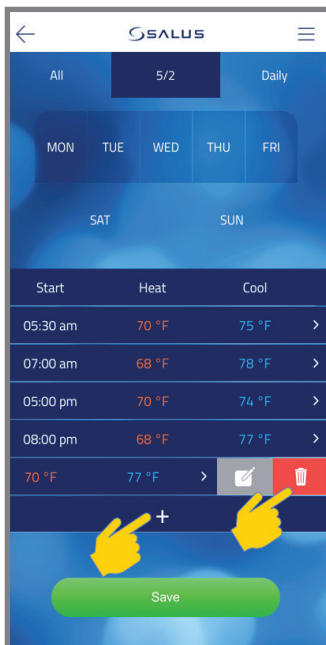 SALUS
All 5/2 Daily
MON TUE WED THU FRI
SAT SUN
Start Heat Cool
05:30 am 70 °F 75 °F >
07:00 am 68 °F 78 °F >
05:00 pm 70 °F 74 °F >
08:00 pm 68 °F 77 °F >
70 °F 77 °F >
+
Save